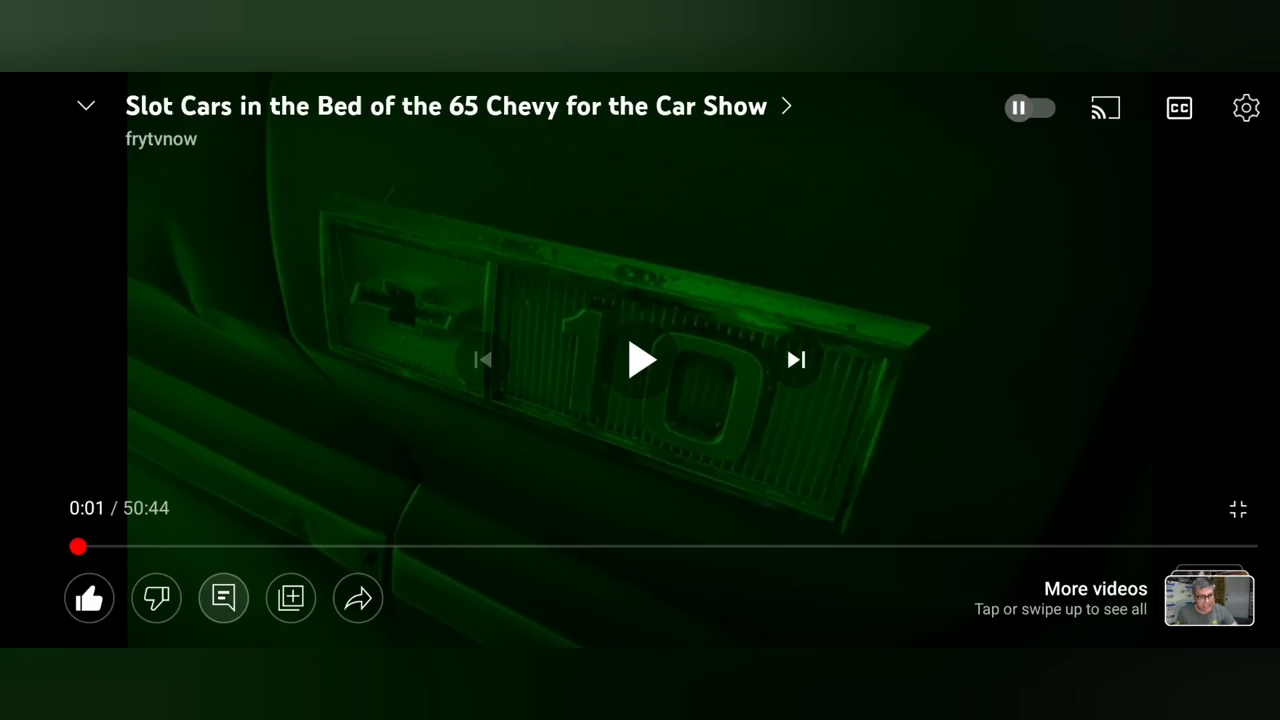 Slot Cars in the Bed of the 65 Chevy for the Car Show
frytvnow
CC
10
0:01 / 50:44
More videos
Tap or swipe up to see all